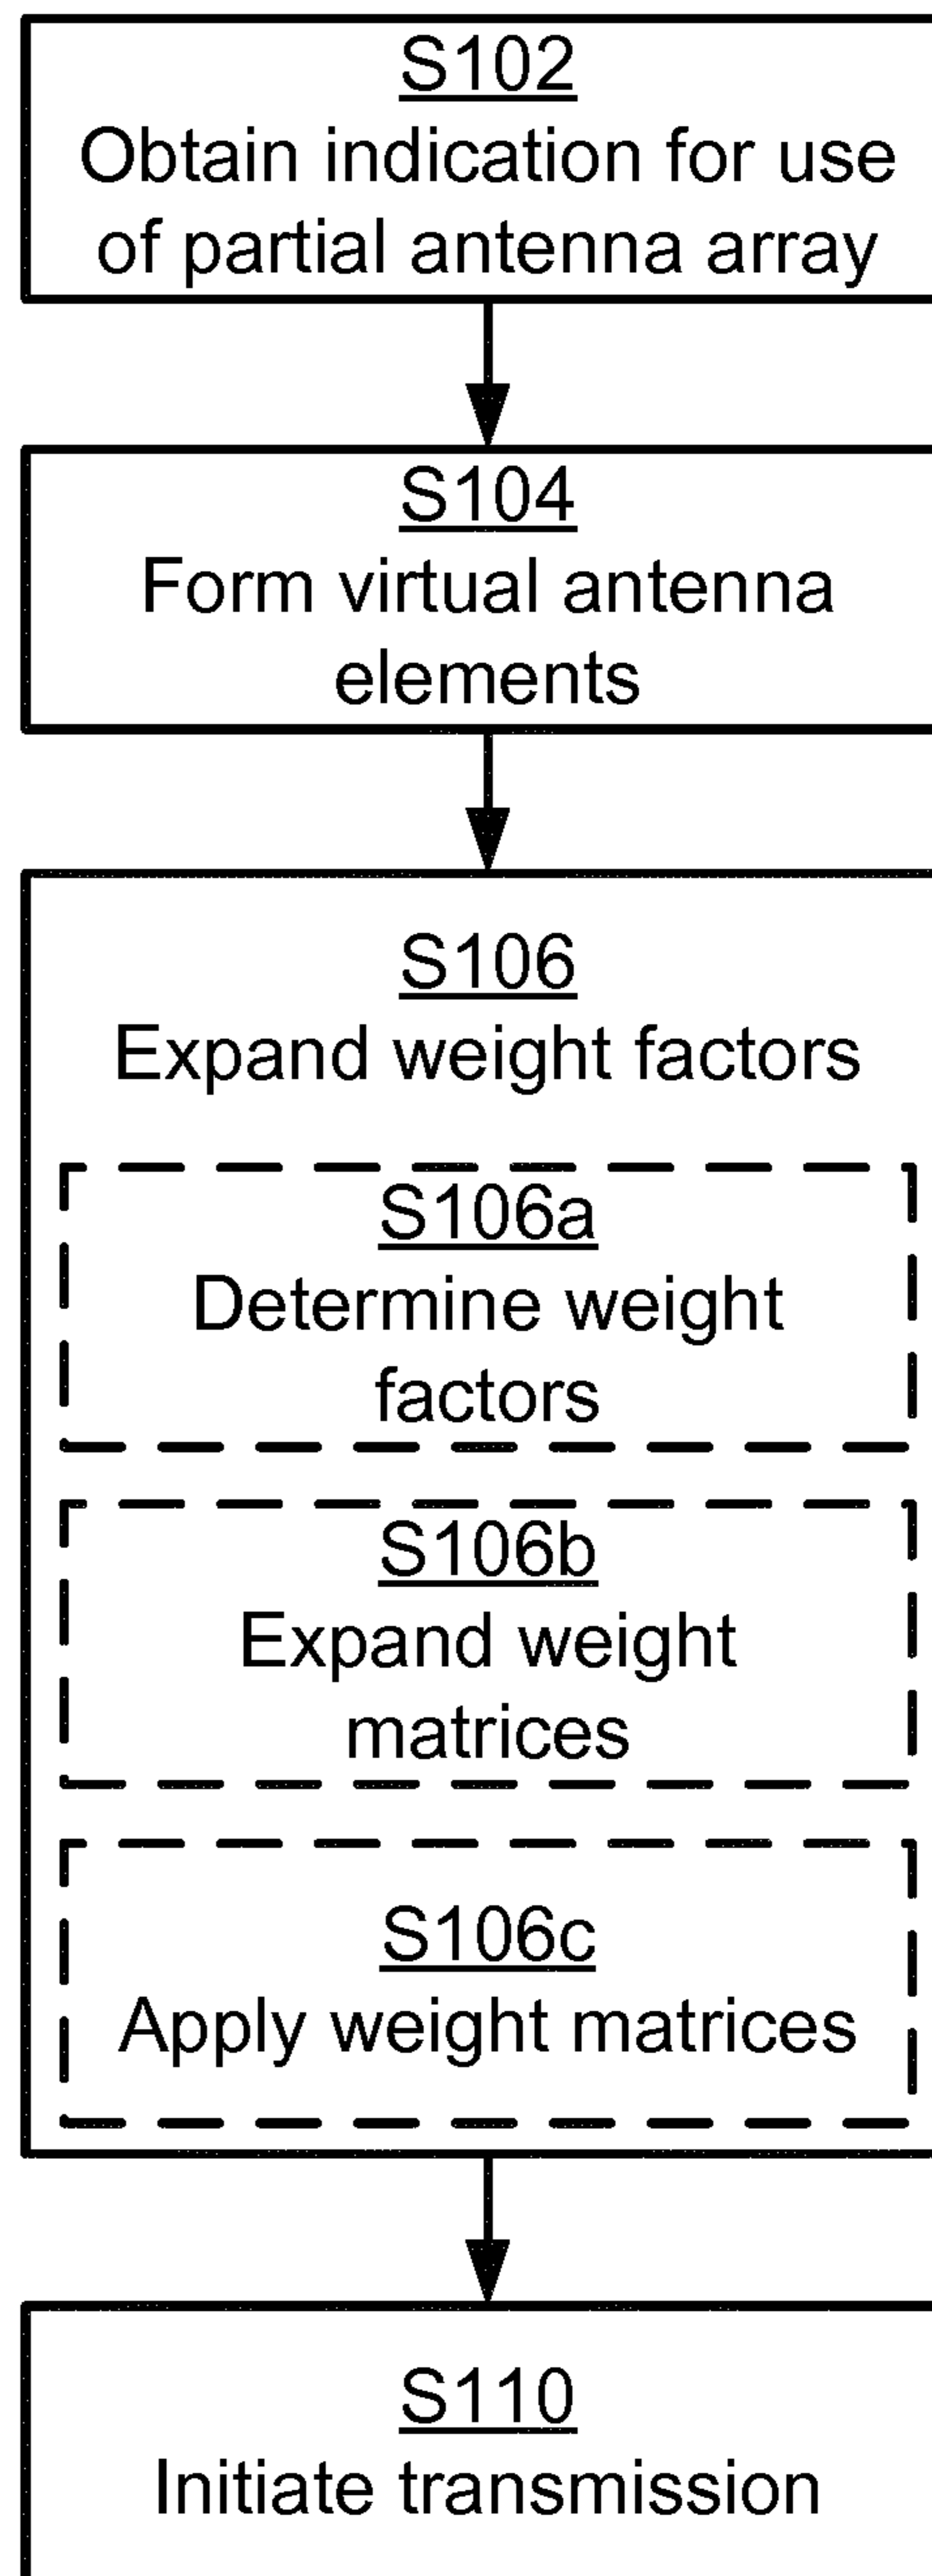 S102
Obtain indication for use
of partial antenna array
S104
Form virtual antenna
elements
S106
Expand weight factors
S106a
Determine weight
factors
S106b
Expand weight
matrices
S106c
Apply weight matrices
S110
Initiate transmission